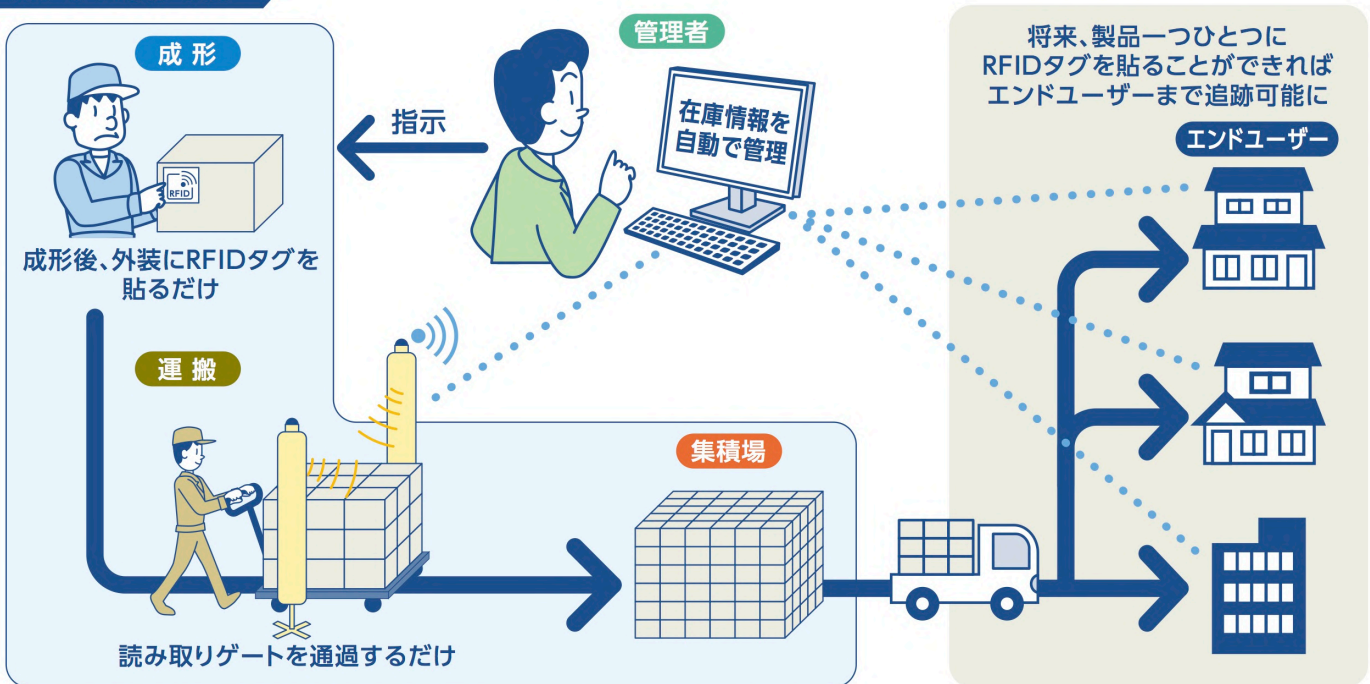 成形
RFID
成形後、外装にRFIDタグを
貼るだけ
運搬
読み取りゲートを通過するだけ
集積場
指示
管理者
在庫情報を
自動で管理
将来、製品一つひとつに
RFIDタグを貼ることができれば
エンドユーザーまで追跡可能に
エンドユーザー